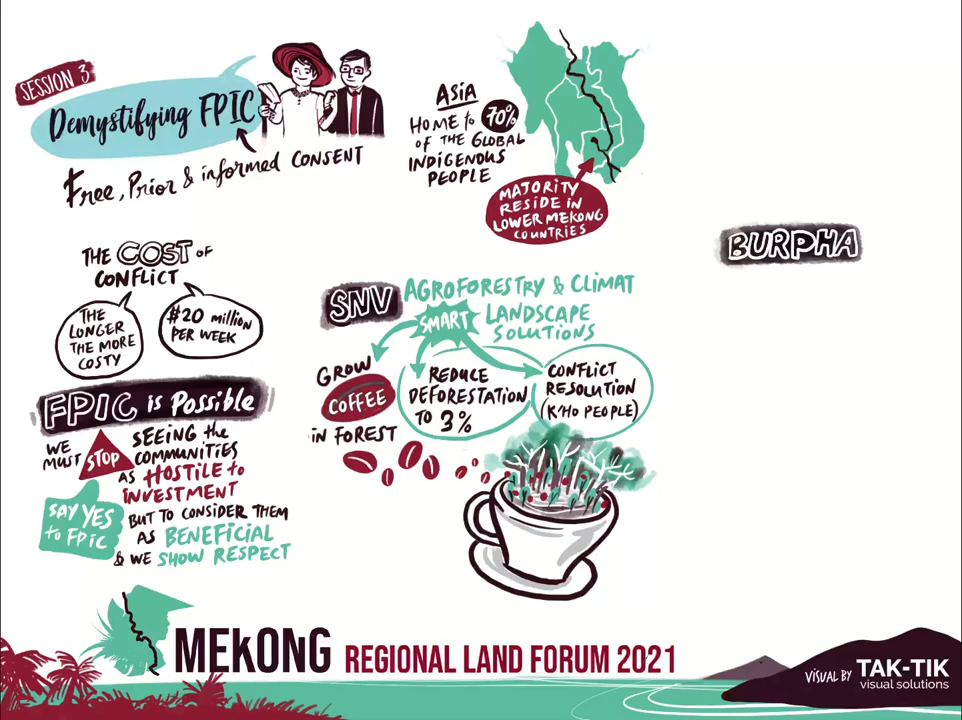 SESSION 3
Demystifying FPIC
Free, Prior & informed CONSENT
ASIA
HOME to 70%
OF THE GLOBAL
INDIGENOUS
PEOPLE
MAJORITY
RESIDE IN
LOWER MEKONG
COUNTRIES
BURPHA
THE COST OF
CONFLICT
THE
LONGER
THE MORE
COSTY
$20 million
PER WEEK
FPIC is Possible
WE
MUST
STOP
SEEING the
COMMUNITIES
AS HOSTILE to
INVESTMENT
SAY YES
to FPIC
BUT TO CONSIDER THEM
AS BENEFICIAL
& WE SHOW RESPECT
SNV
AGROFORESTRY & CLIMAT
SMART
LANDSCAPE
SOLUTIONS
GROW
COFFEE
IN FOREST
REDUCE
DEFORESTATION
TO 3%
CONFLICT
RESOLUTION
(K'HO PEOPLE)
MEKONG REGIONAL LAND FORUM 2021
VISUAL BY TAK-TIK
visual solutions